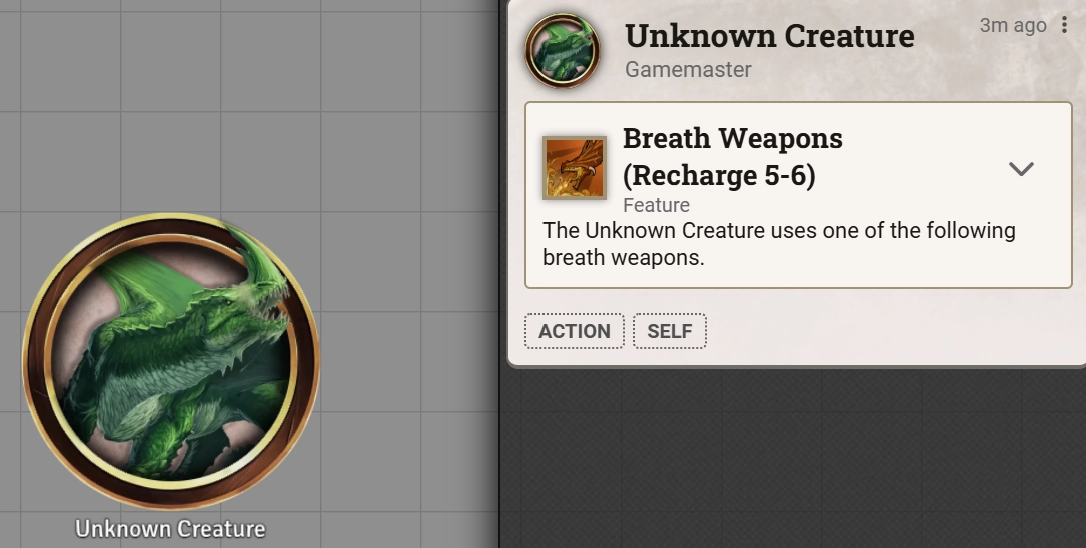 Unknown Creature
3m ago
Gamemaster
Breath Weapons
(Recharge 5-6)
Feature
The Unknown Creature uses one of the following
breath weapons.
ACTION
SELF
Unknown Creature